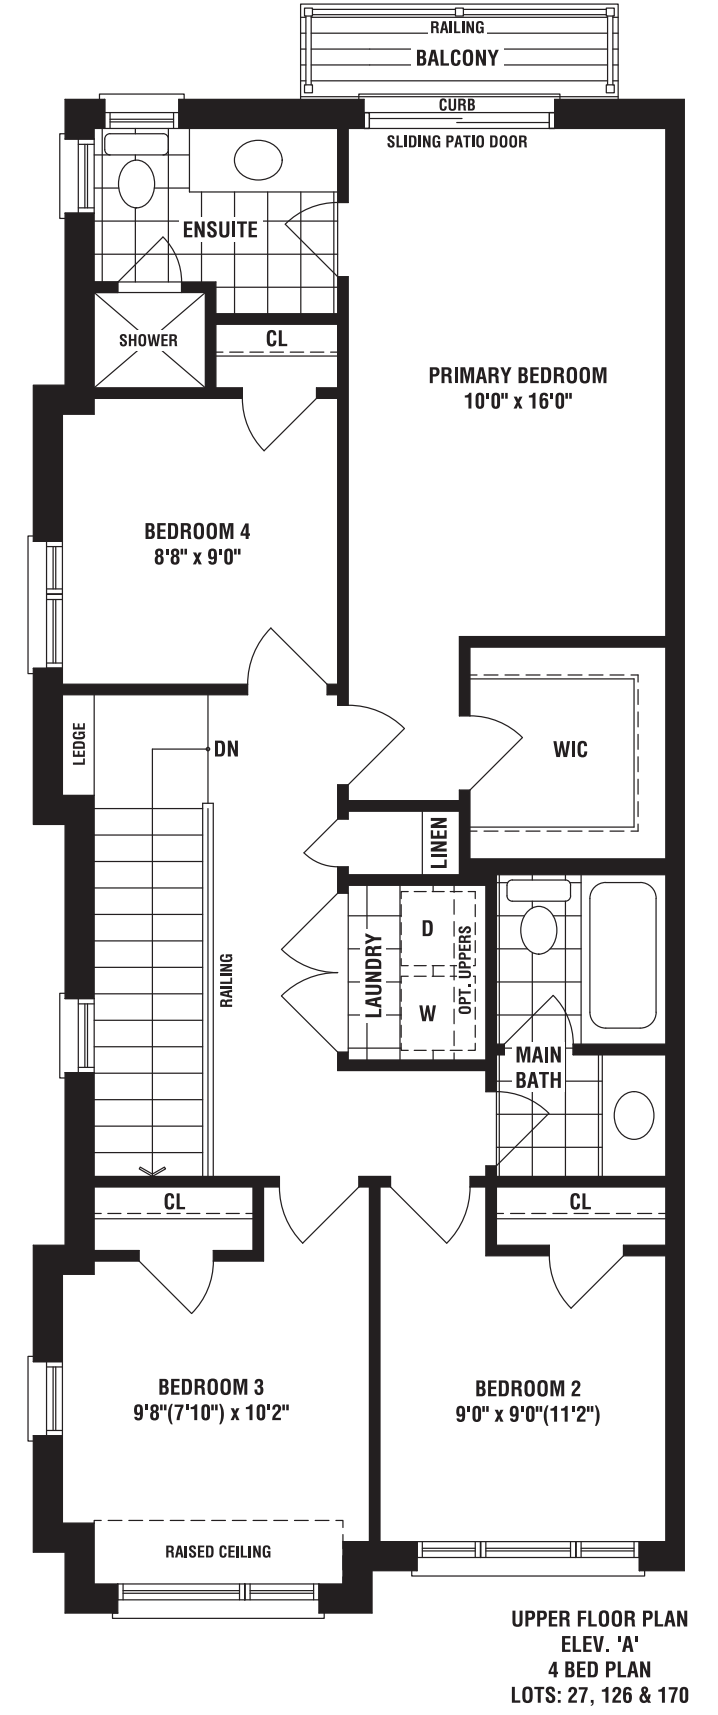 RAILING
BALCONY
CURB
SLIDING PATIO DOOR
ENSUITE
SHOWER
CL
PRIMARY BEDROOM
10'0" x 16'0"
BEDROOM 4
8'8" x 9'0"
LEDGE
DN
WIC
LINEN
RAILING
LAUNDRY
D
W
OPT. UPPERS
MAIN
BATH
CL
CL
BEDROOM 3
9'8"(7'10") x 10'2"
BEDROOM 2
9'0" x 9'0"(11'2")
RAISED CEILING
UPPER FLOOR PLAN
ELEV. 'A'
4 BED PLAN
LOTS: 27, 126 & 170